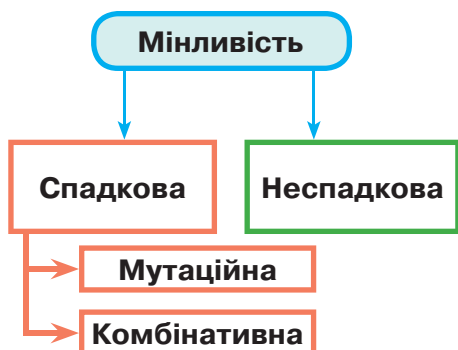 Мінливість
Спадкова
Неспадкова
Мутаційна
Комбінативна